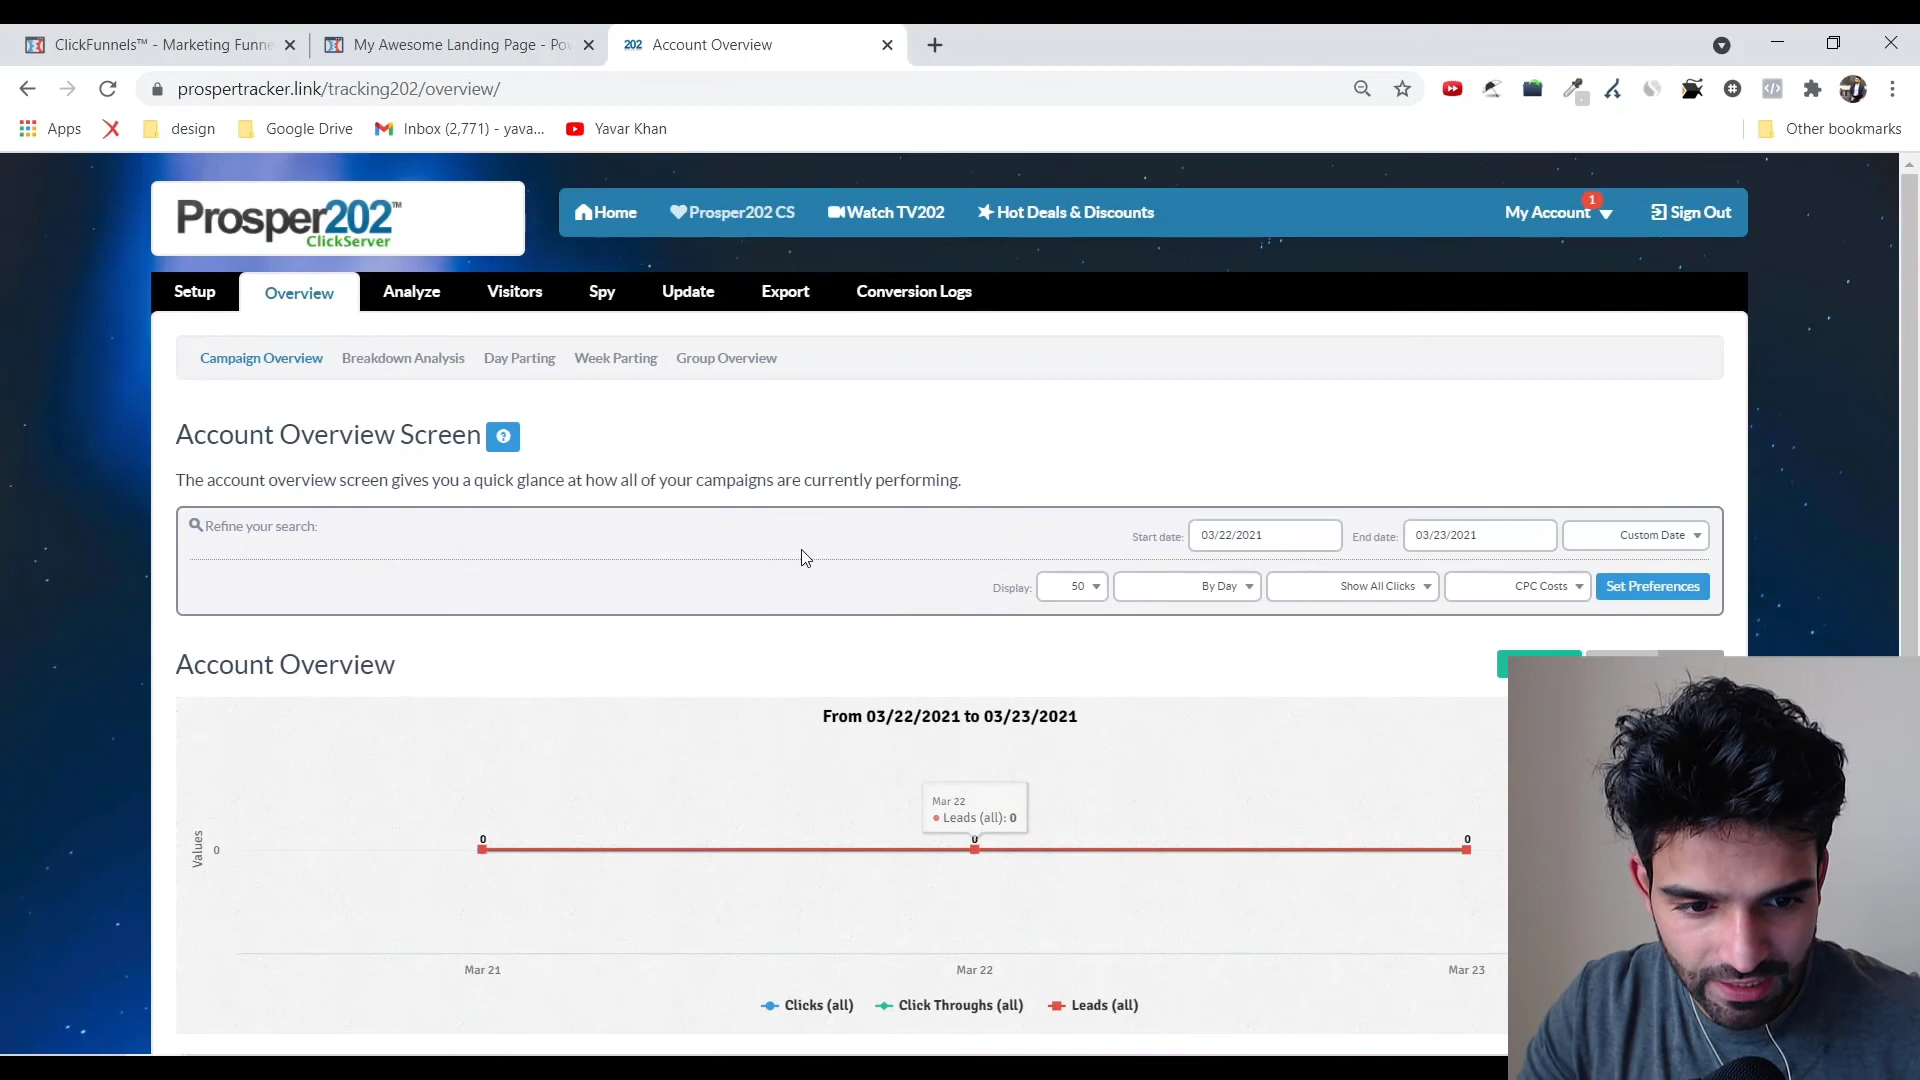 ClickFunnels™ - Marketing Funne
My Awesome Landing Page - Po
202 Account Overview
prospertracker.link/tracking202/overview/
Apps
design
Google Drive
Inbox (2,771) - yava...
Yavar Khan
Other bookmarks
Prosper202™
ClickServer
Home
Prosper202 CS
Watch TV202
Hot Deals & Discounts
My Account
1
Sign Out
Setup
Overview
Analyze
Visitors
Spy
Update
Export
Conversion Logs
Campaign Overview
Breakdown Analysis
Day Parting
Week Parting
Group Overview
Account Overview Screen
The account overview screen gives you a quick glance at how all of your campaigns are currently performing.
Refine your search:
Start date: 03/22/2021
End date: 03/23/2021
Custom Date
Display: 50
By Day
Show All Clicks
CPC Costs
Set Preferences
Account Overview
From 03/22/2021 to 03/23/2021
Mar 22
Leads (all): 0
0
0
0
Values
0
Mar 21
Mar 22
Mar 23
Clicks (all)
Click Throughs (all)
Leads (all)